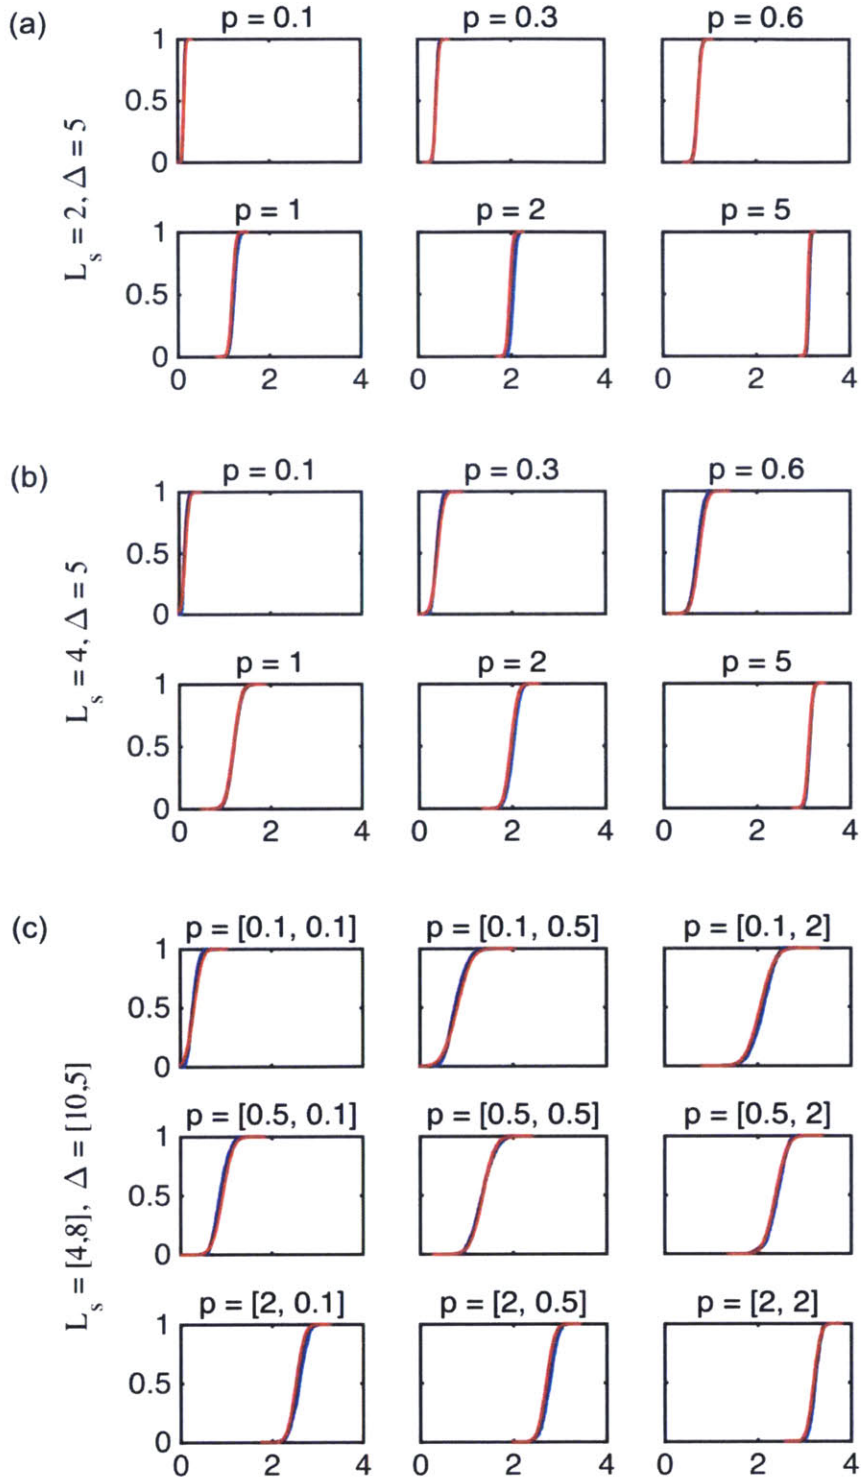 (a)
p = 0.1 p = 0.3 p = 0.6
1
0.5
0
L_s = 2, Δ = 5
p = 1 p = 2 p = 5
1
0.5
0
0 2 4 0 2 4 0 2 4
(b)
p = 0.1 p = 0.3 p = 0.6
1
0.5
0
L_s = 4, Δ = 5
p = 1 p = 2 p = 5
1
0.5
0
0 2 4 0 2 4 0 2 4
(c)
p = [0.1, 0.1] p = [0.1, 0.5] p = [0.1, 2]
1
0.5
0
L_s = [4,8], Δ = [10,5]
p = [0.5, 0.1] p = [0.5, 0.5] p = [0.5, 2]
1
0.5
0
p = [2, 0.1] p = [2, 0.5] p = [2, 2]
1
0.5
0
0 2 4 0 2 4 0 2 4